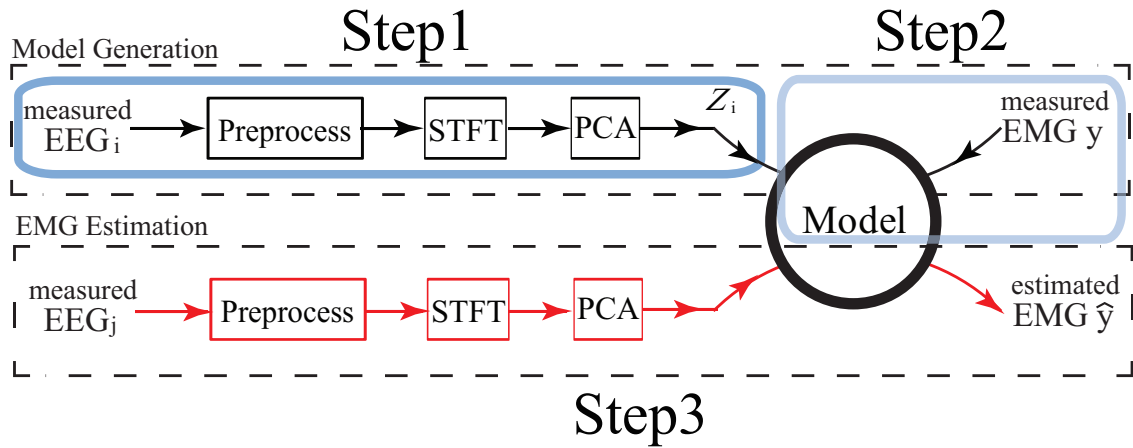 Step1
Step2
Model Generation
measured
EEG i
Preprocess
STFT
PCA
Z i
measured
EMG y
Model
EMG Estimation
measured
EEG j
Preprocess
STFT
PCA
estimated
EMG ŷ
Step3